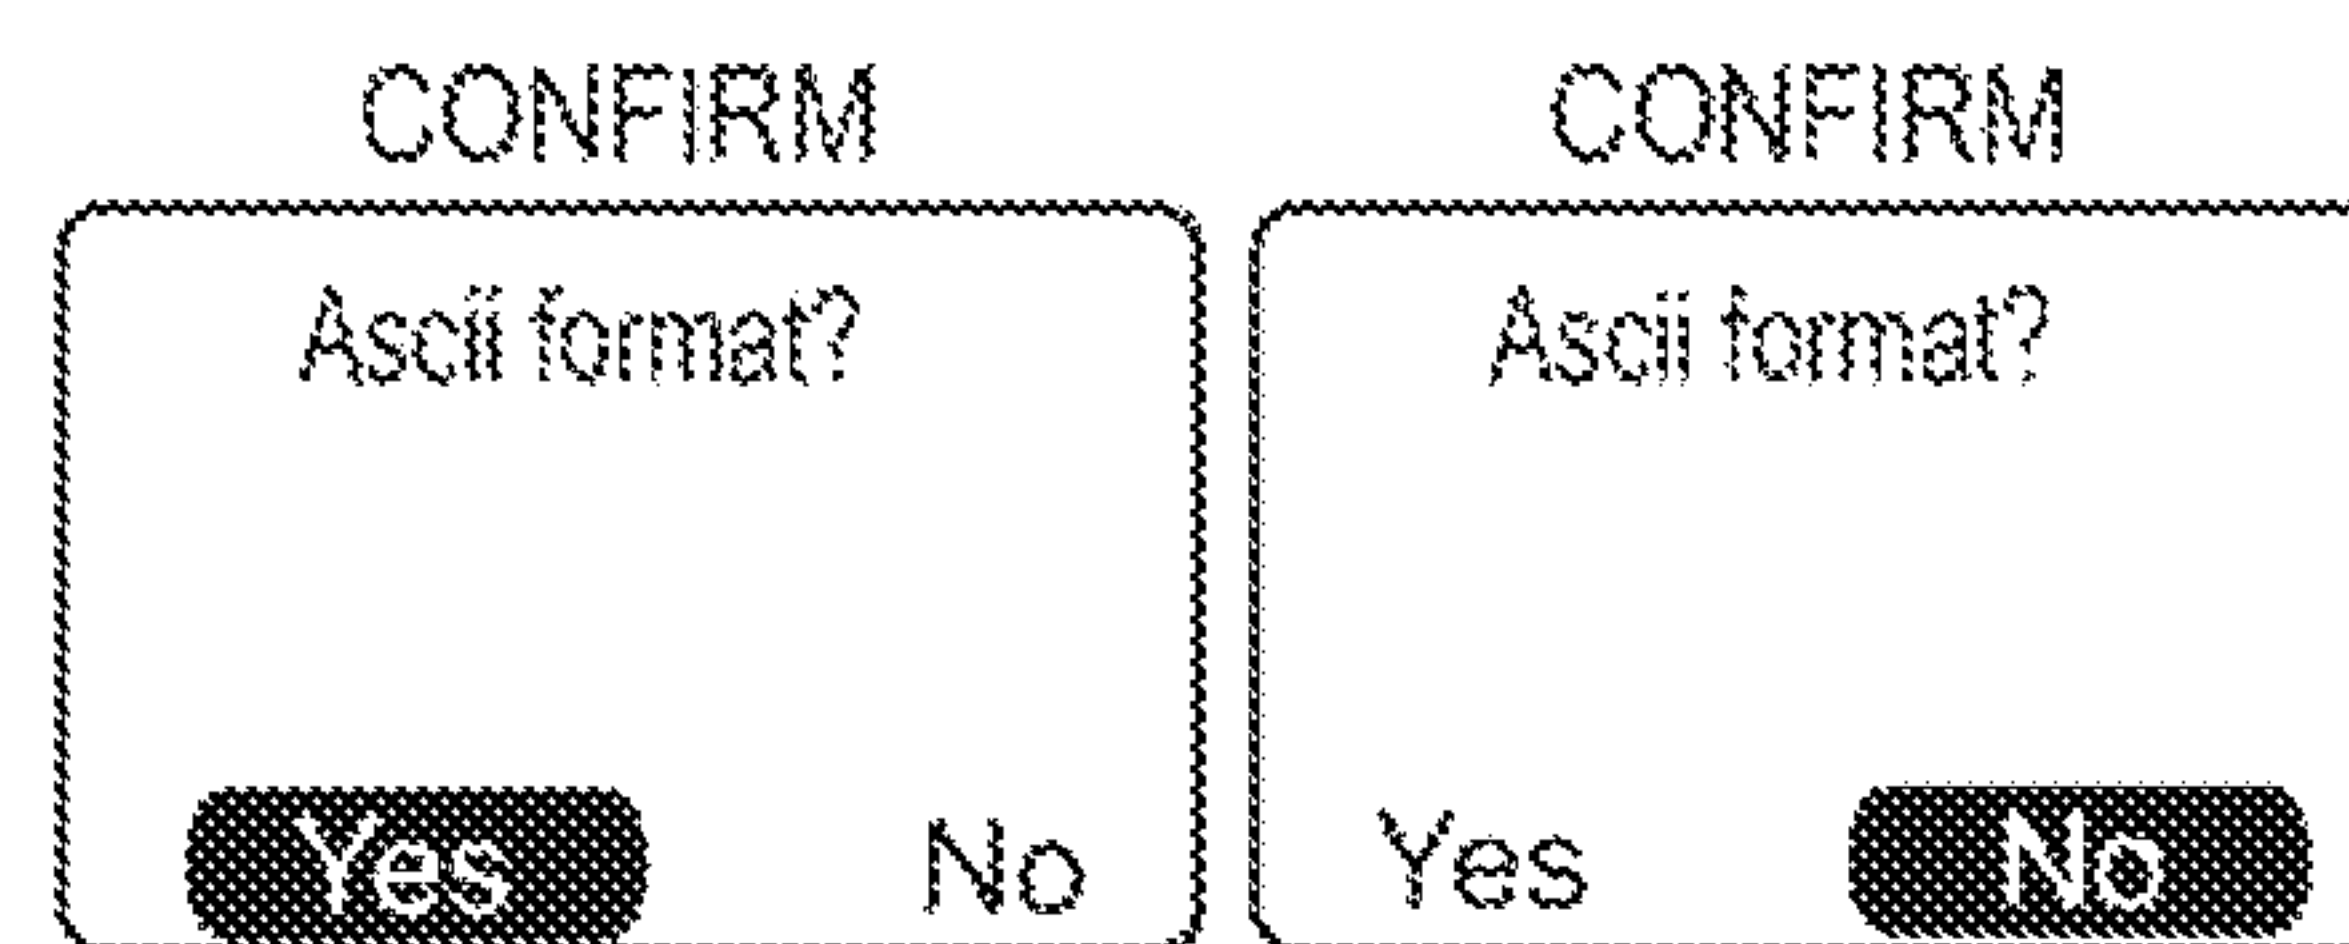 CONFIRM
Ascii format?
Yes No
CONFIRM
Ascii format?
Yes No